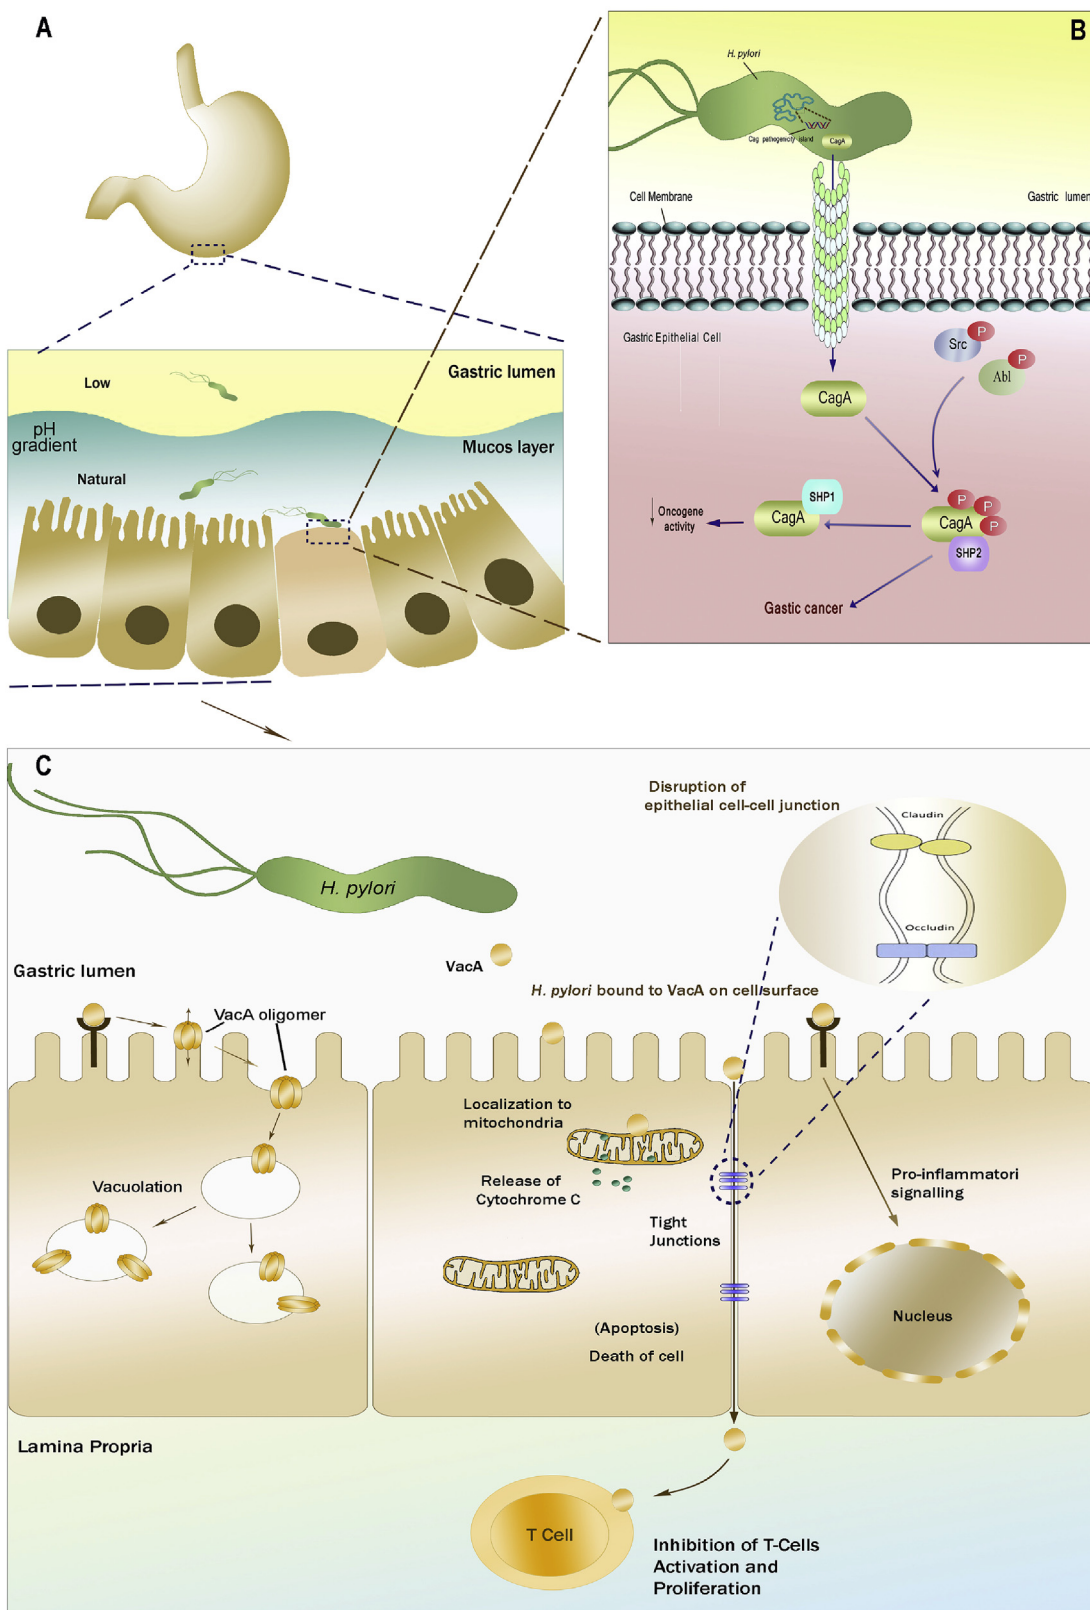 A
Low
Gastric lumen
pH
gradient
Mucos layer
Natural
B
H. pylori
Cag pathogenicity island
CagA
Cell Membrane
Gastric lumen
Gastric Epithelial Cell
Src
P
Abl
P
CagA
P
P
P
CagA
SHP2
SHP1
CagA
↓ Oncogene
activity
Gastic cancer
C
Disruption of
epithelial cell-cell junction
Claudin
Occludin
H. pylori
VacA
Gastric lumen
H. pylori bound to VacA on cell surface
VacA oligomer
Localization to
mitochondria
Vacuolation
Release of
Cytochrome C
Tight
Junctions
Pro-inflammatori
signalling
Nucleus
(Apoptosis)
Death of cell
Lamina Propria
T Cell
Inhibition of T-Cells
Activation and
Proliferation